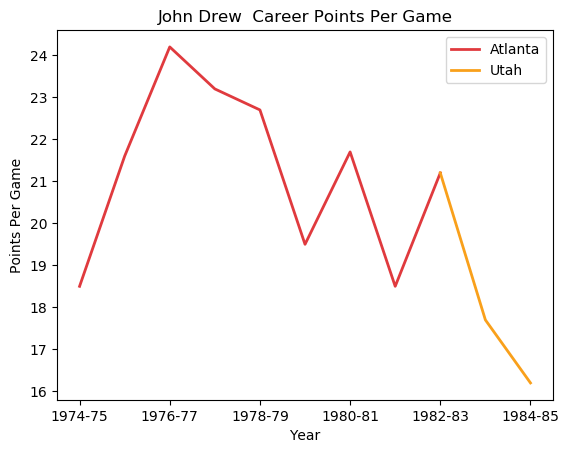 John Drew  Career Points Per Game
Atlanta
Utah
Points Per Game
24
23
22
21
20
19
18
17
16
1974-75 1976-77 1978-79 1980-81 1982-83 1984-85
Year